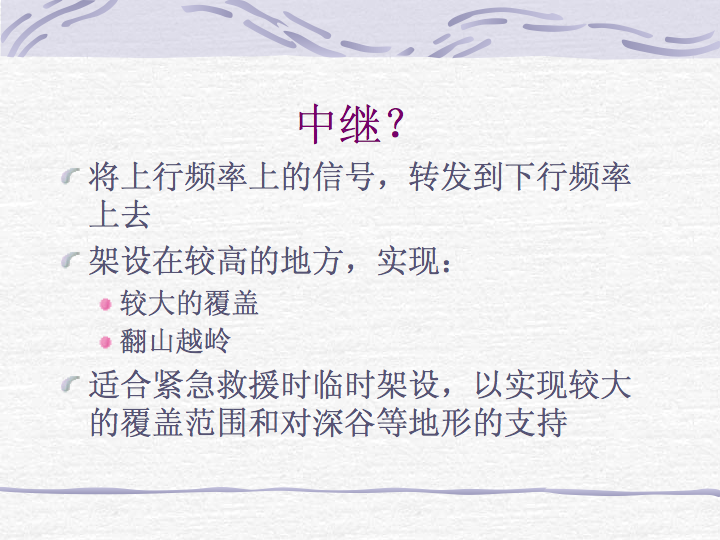 中继？
将上行频率上的信号，转发到下行频率
上去
架设在较高的地方，实现：
较大的覆盖
翻山越岭
适合紧急救援时临时架设，以实现较大
的覆盖范围和对深谷等地形的支持